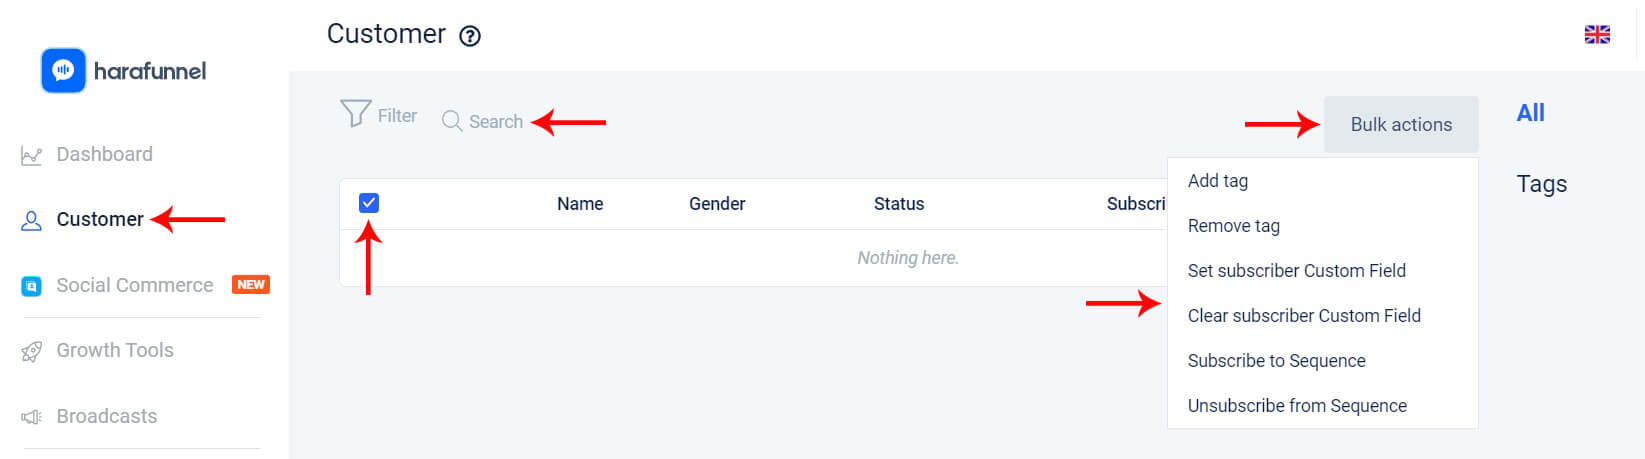 harafunnel
Dashboard
Customer
Social Commerce NEW
Growth Tools
Broadcasts
Customer ?
Filter Search
Bulk actions
Name Gender Status Subscri
Nothing here.
Add tag
Remove tag
Set subscriber Custom Field
Clear subscriber Custom Field
Subscribe to Sequence
Unsubscribe from Sequence
All
Tags